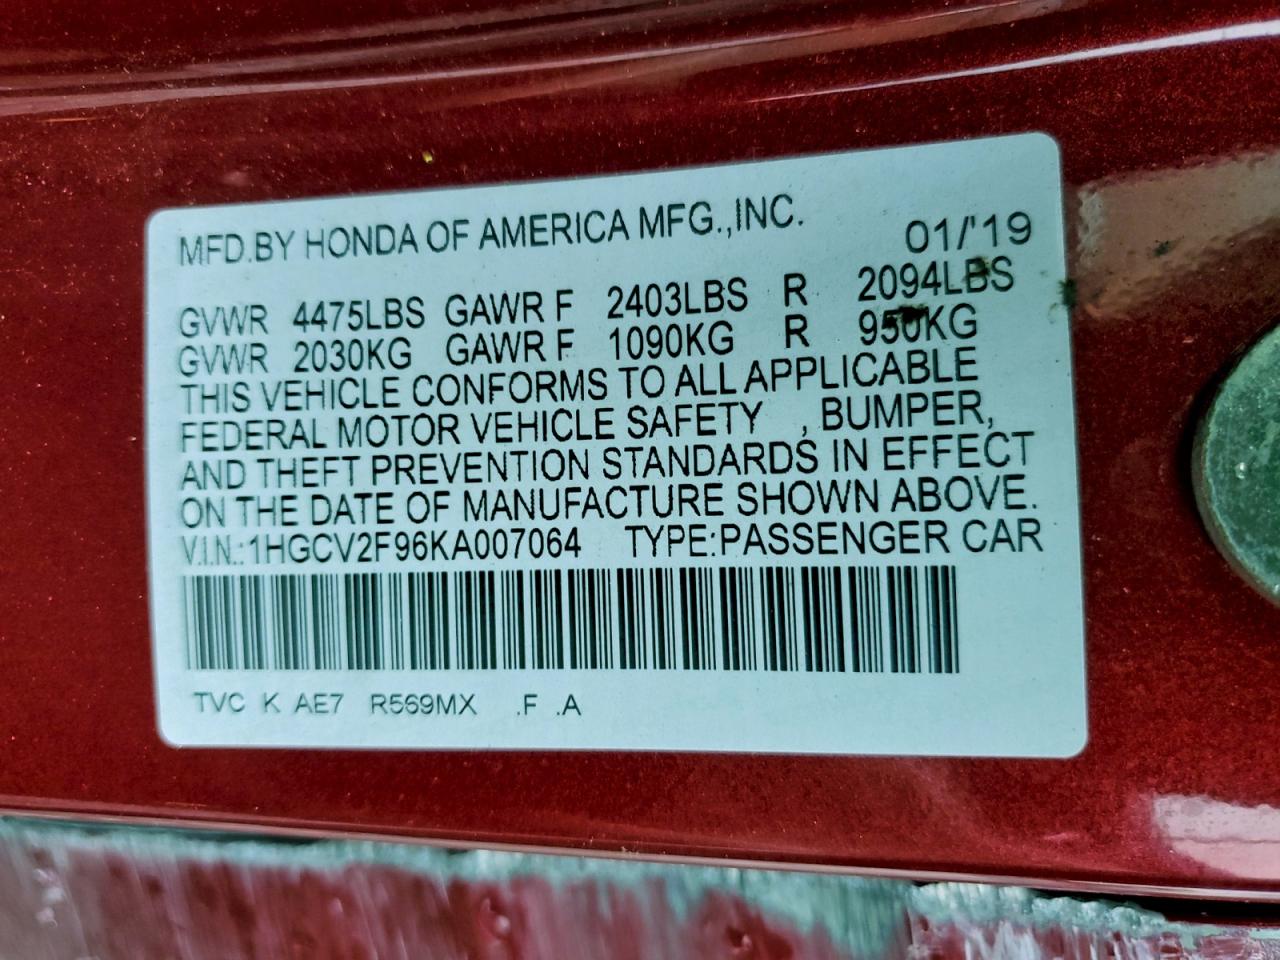 MFD.BY HONDA OF AMERICA MFG.,INC.
01/'19
GVWR 4475LBS GAWR F 2403LBS R 2094LBS
GVWR 2030KG GAWR F 1090KG R 950KG
THIS VEHICLE CONFORMS TO ALL APPLICABLE
FEDERAL MOTOR VEHICLE SAFETY , BUMPER,
AND THEFT PREVENTION STANDARDS IN EFFECT
ON THE DATE OF MANUFACTURE SHOWN ABOVE.
V.I.N.:1HGCV2F96KA007064 TYPE:PASSENGER CAR
TVC K AE7 R569MX .F .A